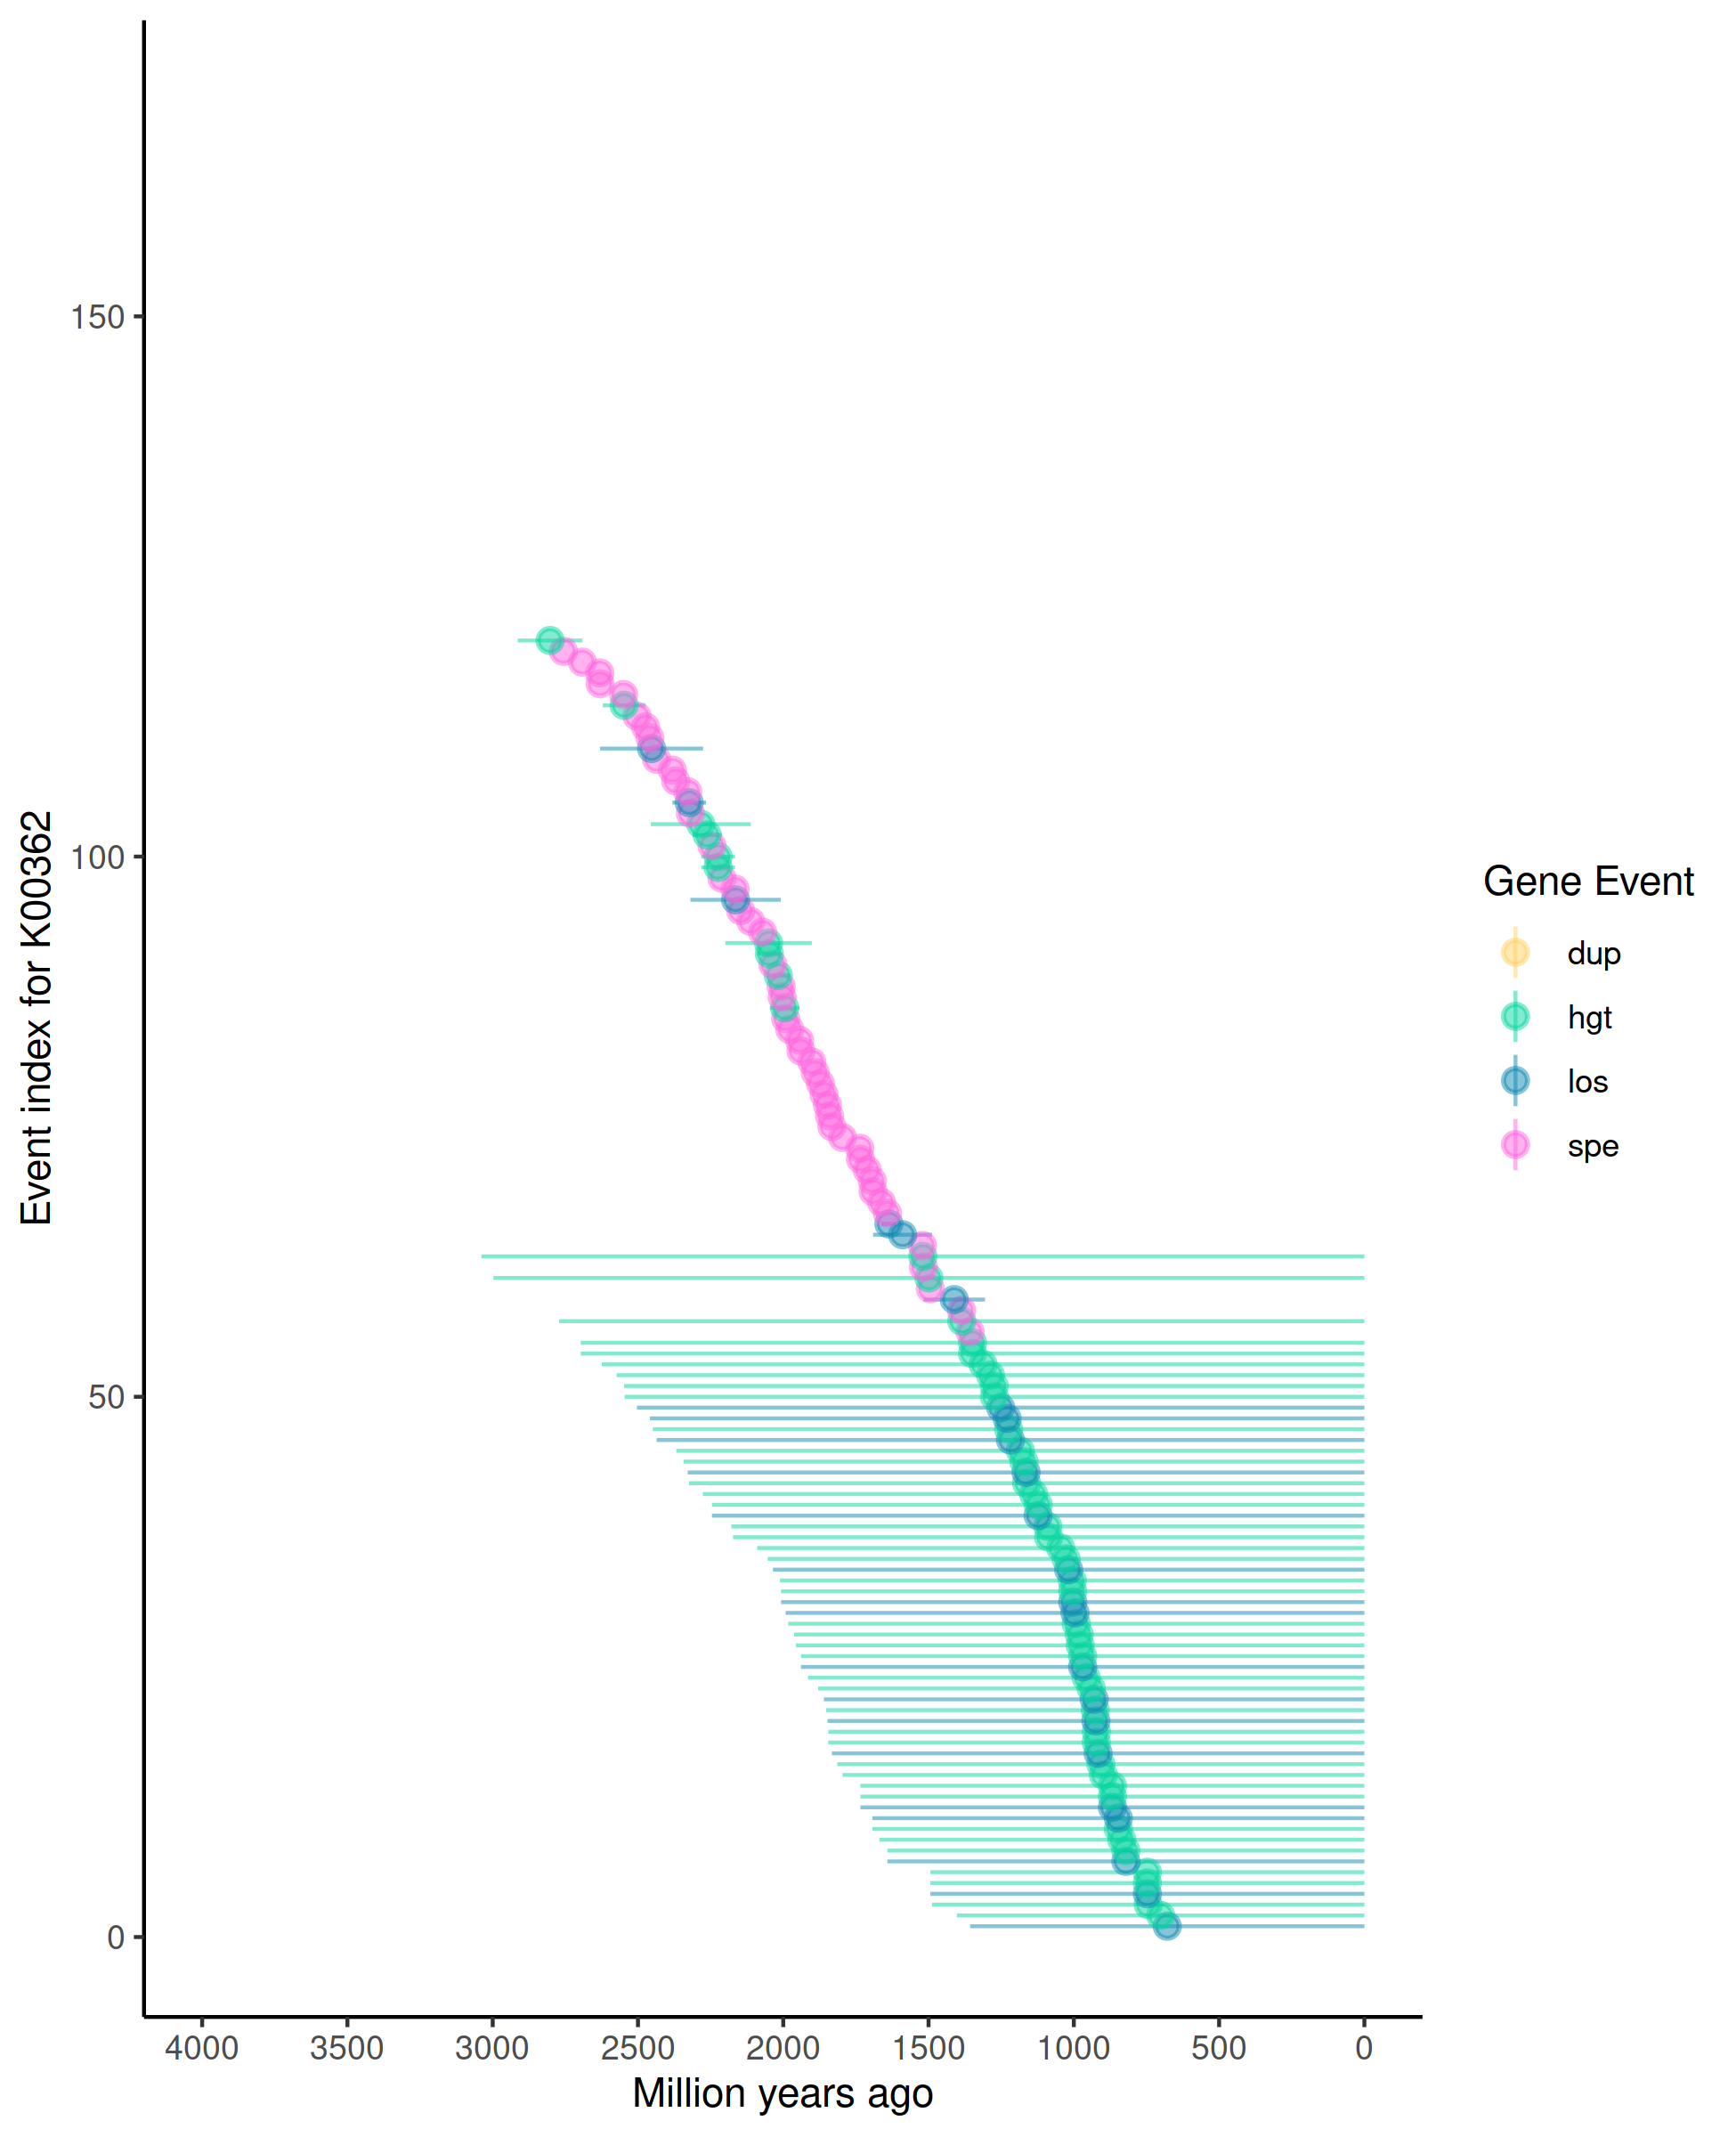 150
100
50
0
Event index for K00362
4000 3500 3000 2500 2000 1500 1000 500 0
Million years ago
Gene Event
dup
hgt
los
spe